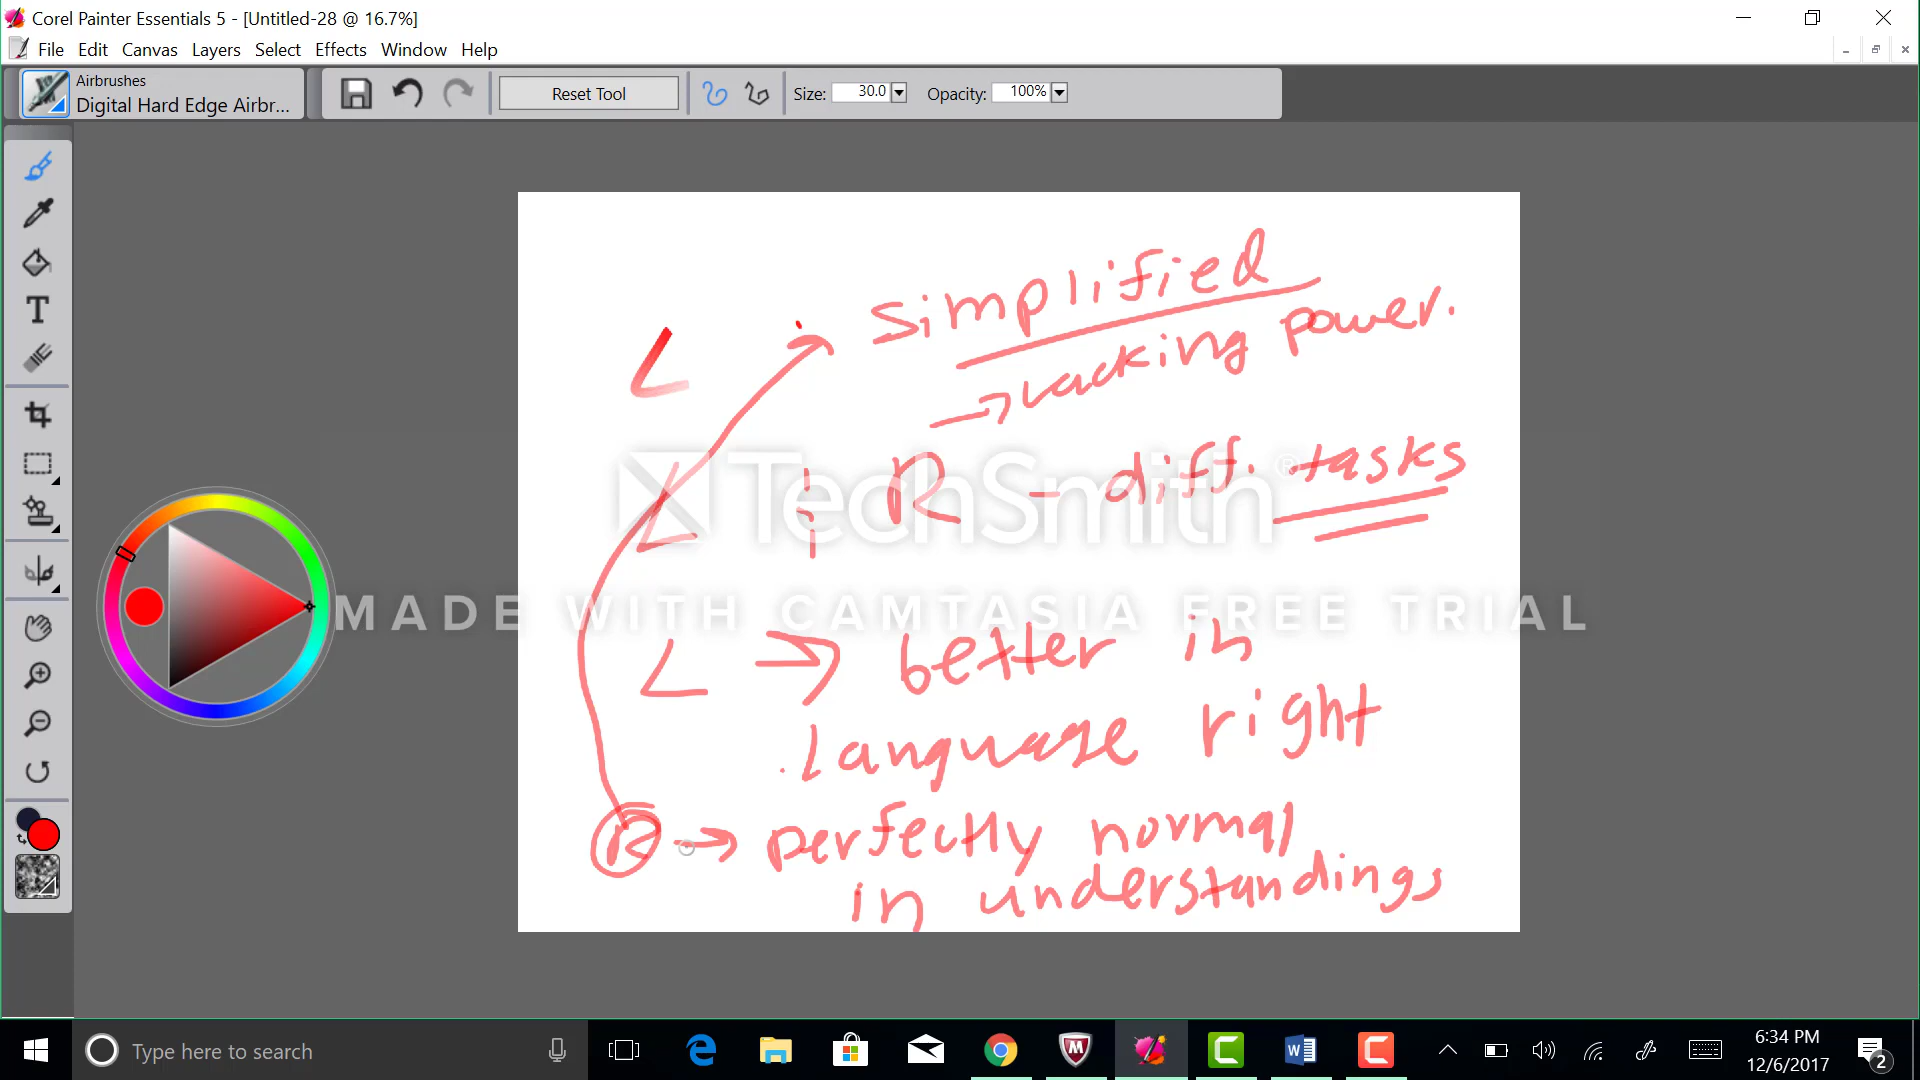 Corel Painter Essentials 5 - [Untitled-28 @ 16.7%]
File Edit Canvas Layers Select Effects Window Help
Airbrushes
Digital Hard Edge Airbr...
Reset Tool
Size: 30.0
Opacity: 100%
simplified
L
→ lacking power.
L ; R - diff. tasks
TechSmith®
MADE WITH CAMTASIA FREE TRIAL
L → better in
language right
R → perfectly normal
in understandings
Type here to search
6:34 PM
12/6/2017
2